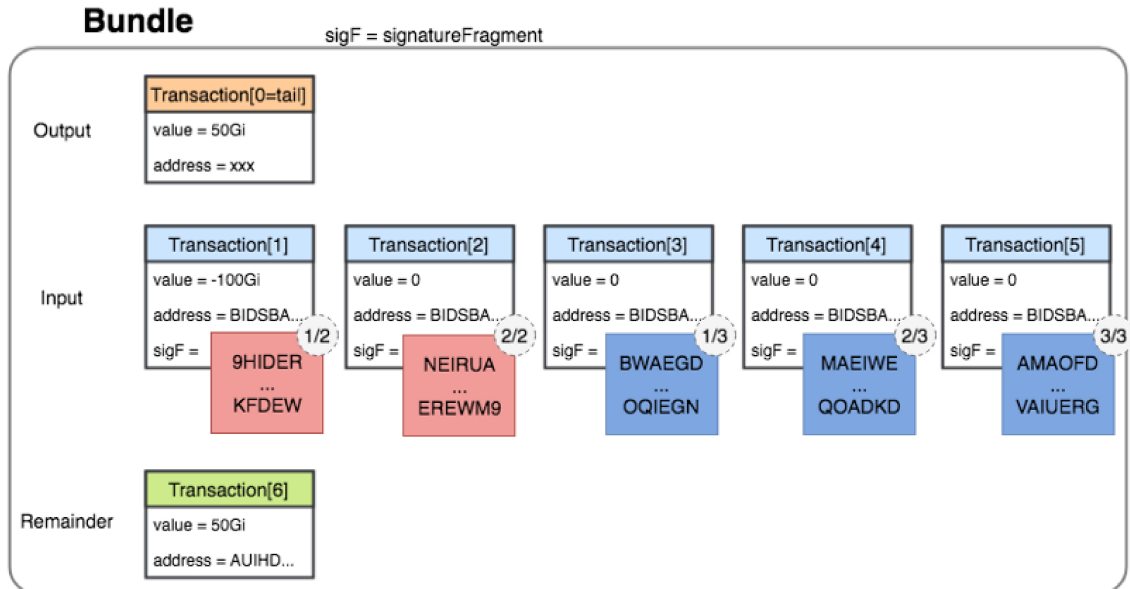 Bundle
sigF = signatureFragment
Output
Transaction[0=tail]
value = 50Gi
address = xxx
Input
Transaction[1]
value = -100Gi
address = BIDSBA...
sigF =
1/2
9HIDER
...
KFDEW
Transaction[2]
value = 0
address = BIDSBA...
sigF =
2/2
NEIRUA
...
EREWM9
Transaction[3]
value = 0
address = BIDSBA...
sigF =
1/3
BWAEGD
...
OQIEGN
Transaction[4]
value = 0
address = BIDSBA...
sigF =
2/3
MAEIWE
...
QOADKD
Transaction[5]
value = 0
address = BIDSBA...
sigF =
3/3
AMAOFD
...
VAIUERG
Remainder
Transaction[6]
value = 50Gi
address = AUIHD...